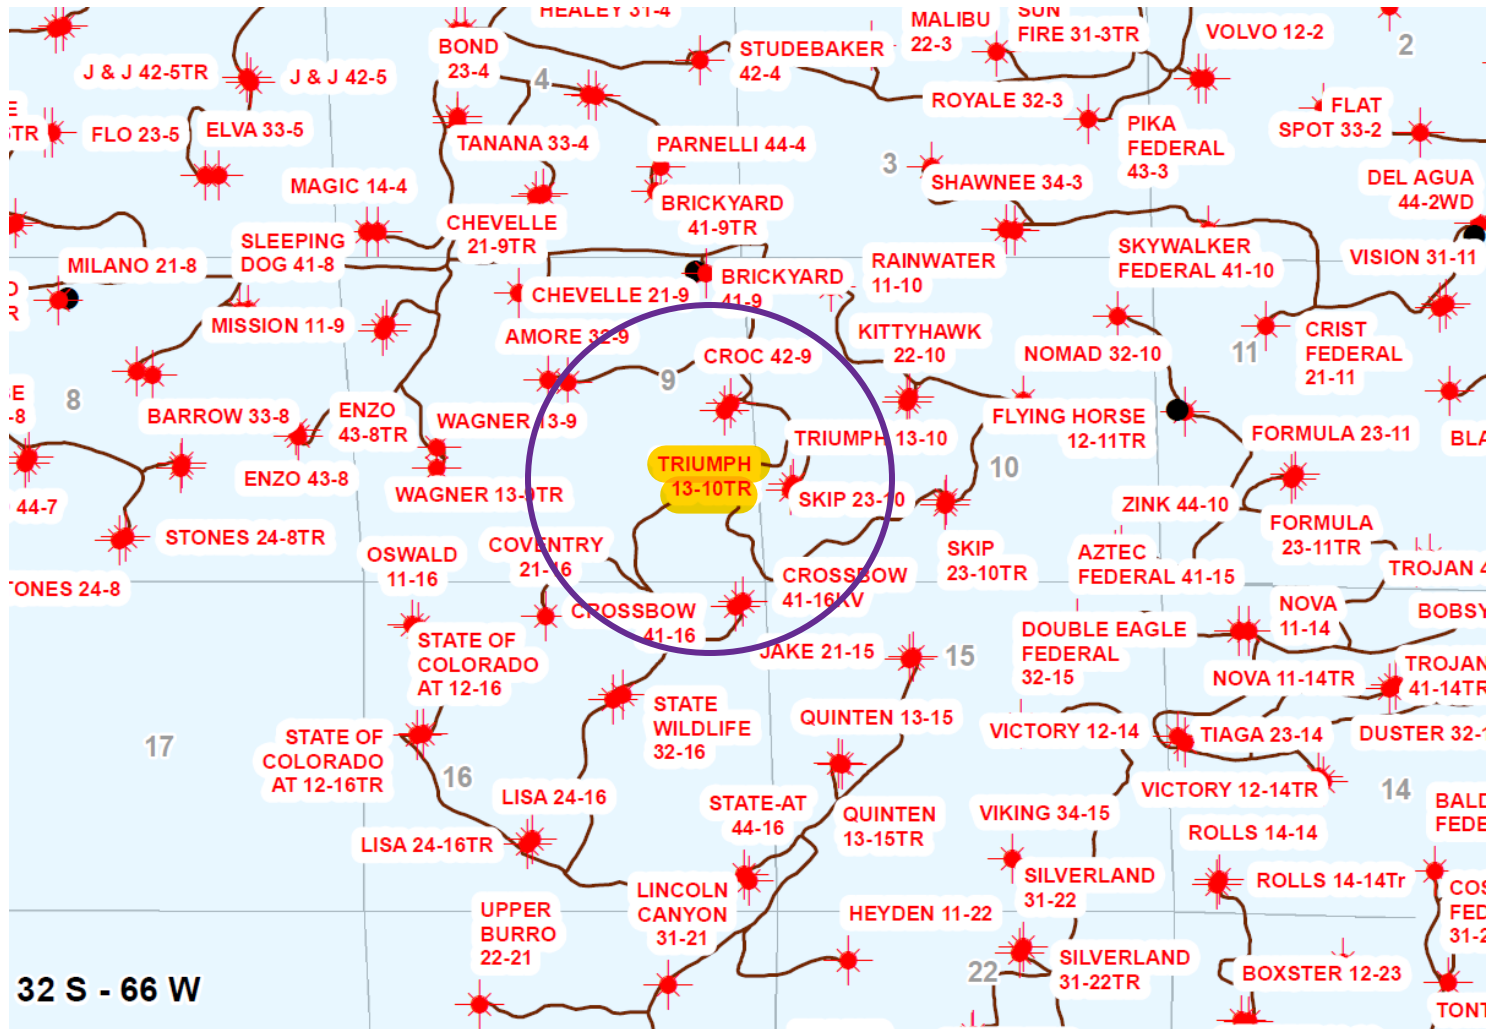 HEALEY 31-4
MALIBU
22-3
SUN
FIRE 31-3TR
VOLVO 12-2
2
BOND
23-4
STUDEBAKER
42-4
J & J 42-5TR
J & J 42-5
4
ROYALE 32-3
FLAT
SPOT 33-2
FLO 23-5
ELVA 33-5
TANANA 33-4
PARNELLI 44-4
PIKA
FEDERAL
43-3
3
MAGIC 14-4
SHAWNEE 34-3
DEL AGUA
44-2WD
BRICKYARD
41-9TR
CHEVELLE
21-9TR
SLEEPING
DOG 41-8
MILANO 21-8
RAINWATER
11-10
SKYWALKER
FEDERAL 41-10
VISION 31-11
CHEVELLE 21-9
BRICKYARD
41-9
MISSION 11-9
AMORE 32-9
CROC 42-9
KITTYHAWK
22-10
NOMAD 32-10
11
CRIST
FEDERAL
21-11
9
8
BARROW 33-8
ENZO
43-8TR
WAGNER 13-9
FLYING HORSE
12-11TR
TRIUMPH 13-10
FORMULA 23-11
TRIUMPH
13-10TR
10
ENZO 43-8
WAGNER 13-9TR
SKIP 23-10
ZINK 44-10
44-7
STONES 24-8TR
OSWALD
11-16
COVENTRY
21-16
SKIP
23-10TR
AZTEC
FEDERAL 41-15
FORMULA
23-11TR
TROJAN 4
24-8
CROSSBOW
41-16KV
CROSSBOW
41-16
NOVA
11-14
BOBSY
STATE OF
COLORADO
AT 12-16
JAKE 21-15
15
DOUBLE EAGLE
FEDERAL
32-15
NOVA 11-14TR
TROJAN
41-14TR
STATE
WILDLIFE
32-16
QUINTEN 13-15
VICTORY 12-14
TIAGA 23-14
DUSTER 32-1
17
STATE OF
COLORADO
AT 12-16TR
16
LISA 24-16
STATE-AT
44-16
QUINTEN
13-15TR
VIKING 34-15
VICTORY 12-14TR
14
LISA 24-16TR
ROLLS 14-14
SILVERLAND
31-22
ROLLS 14-14Tr
LINCOLN
CANYON
31-21
UPPER
BURRO
22-21
HEYDEN 11-22
SILVERLAND
31-22TR
22
BOXSTER 12-23
32 S - 66 W